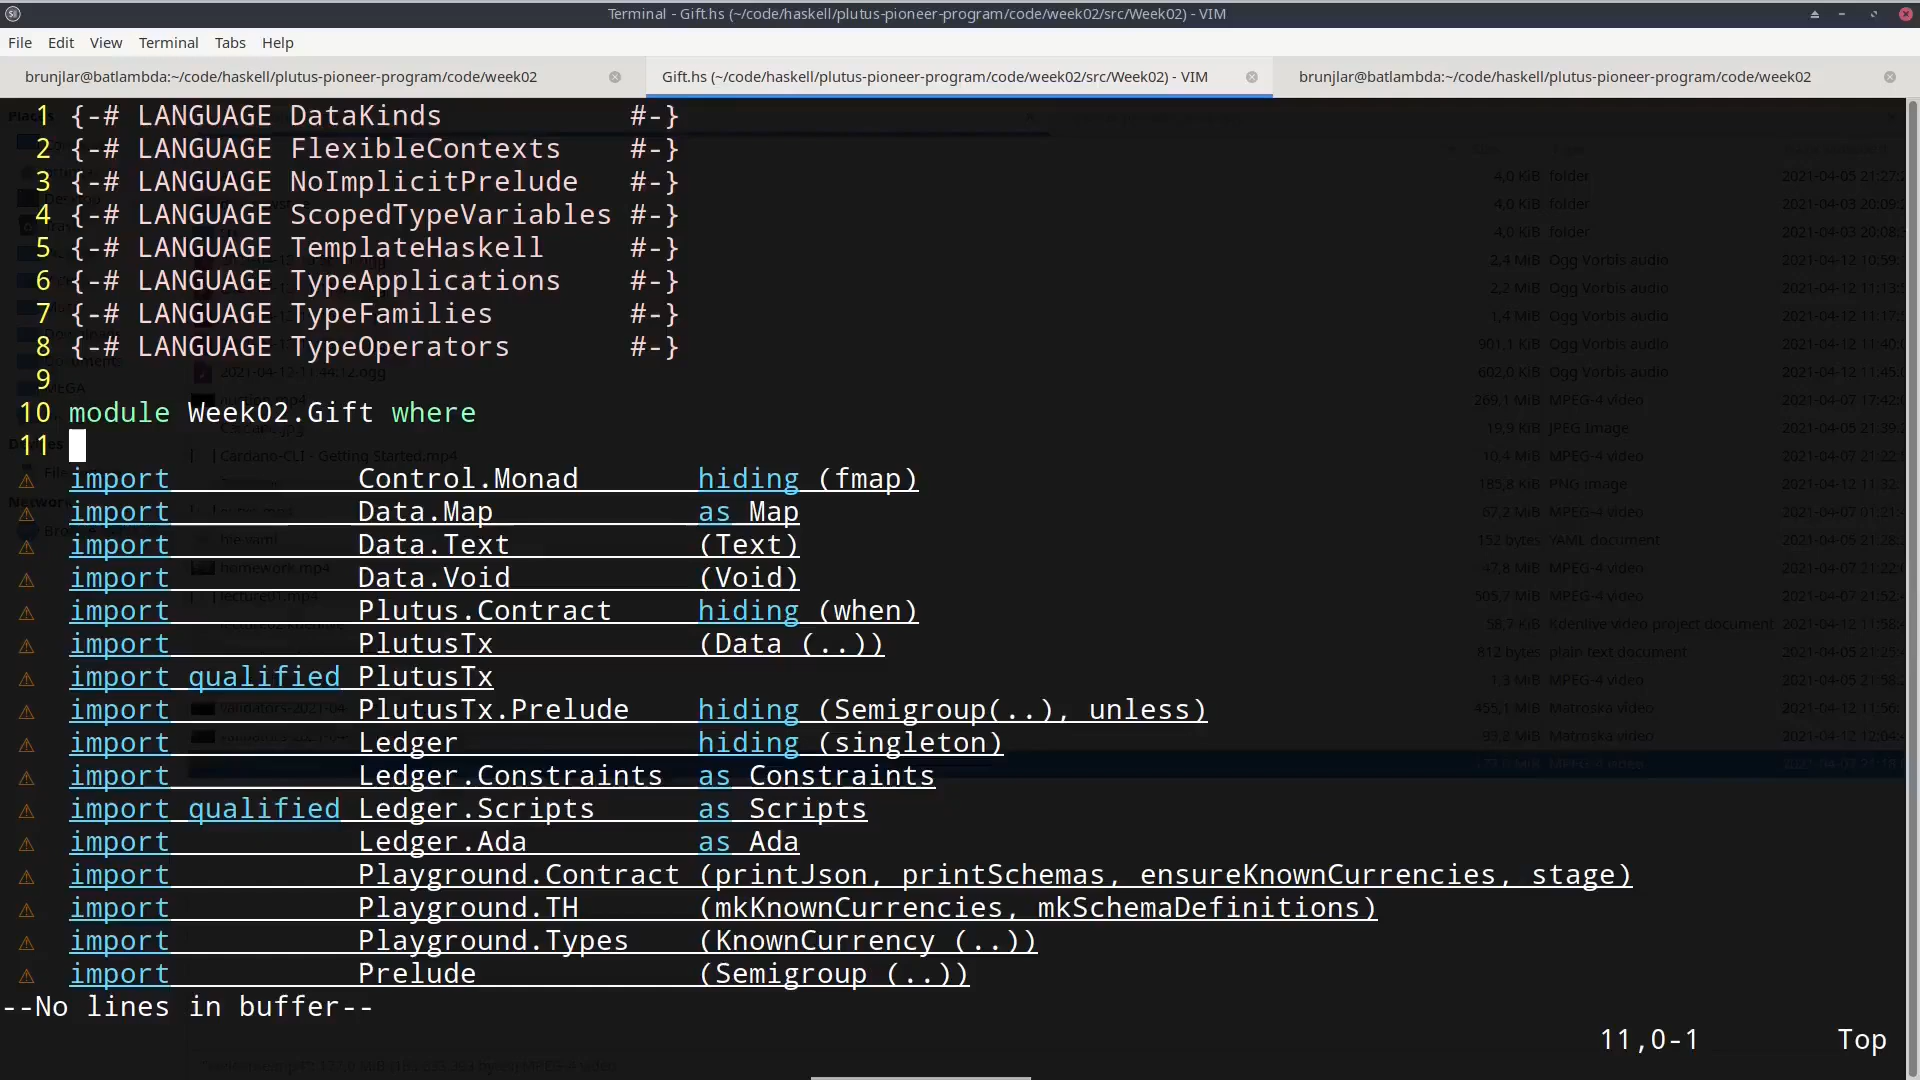 Terminal - Gift.hs (~/code/haskell/plutus-pioneer-program/code/week02/src/Week02) - VIM
File Edit View Terminal Tabs Help
brunjlar@batlambda:~/code/haskell/plutus-pioneer-program/code/week02
Gift.hs (~/code/haskell/plutus-pioneer-program/code/week02/src/Week02) - VIM
brunjlar@batlambda:~/code/haskell/plutus-pioneer-program/code/week02
1 {-# LANGUAGE DataKinds           #-}
2 {-# LANGUAGE FlexibleContexts    #-}
3 {-# LANGUAGE NoImplicitPrelude   #-}
4 {-# LANGUAGE ScopedTypeVariables #-}
5 {-# LANGUAGE TemplateHaskell     #-}
6 {-# LANGUAGE TypeApplications    #-}
7 {-# LANGUAGE TypeFamilies        #-}
8 {-# LANGUAGE TypeOperators       #-}
9
10 module Week02.Gift where
11
import           Control.Monad       hiding (fmap)
import           Data.Map            as Map
import           Data.Text           (Text)
import           Data.Void           (Void)
import           Plutus.Contract     hiding (when)
import           PlutusTx            (Data (..))
import qualified PlutusTx
import           PlutusTx.Prelude    hiding (Semigroup(..), unless)
import           Ledger              hiding (singleton)
import           Ledger.Constraints  as Constraints
import qualified Ledger.Scripts      as Scripts
import           Ledger.Ada          as Ada
import           Playground.Contract (printJson, printSchemas, ensureKnownCurrencies, stage)
import           Playground.TH       (mkKnownCurrencies, mkSchemaDefinitions)
import           Playground.Types    (KnownCurrency (..))
import           Prelude             (Semigroup (..))
--No lines in buffer--
11,0-1 Top